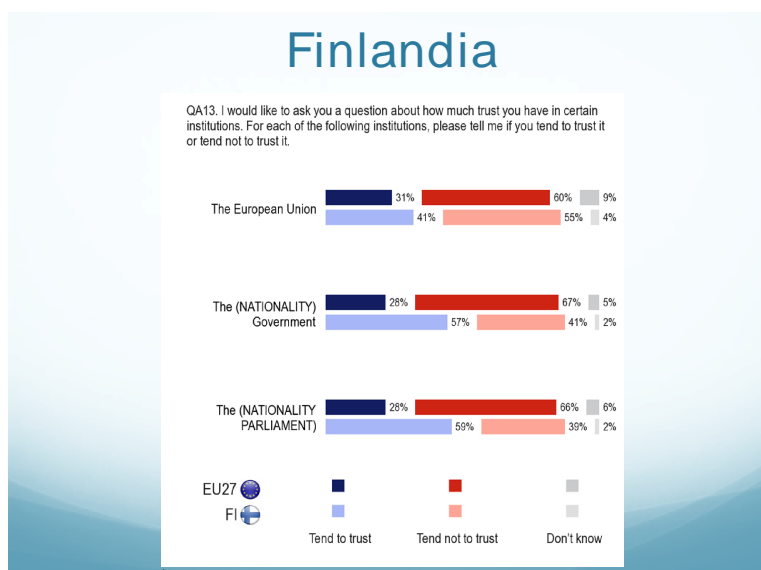 Finlandia
QA13. I would like to ask you a question about how much trust you have in certain
institutions. For each of the following institutions, please tell me if you tend to trust it
or tend not to trust it.
The European Union
31% 60% 9%
41% 55% 4%
The (NATIONALITY)
Government
28% 67% 5%
57% 41% 2%
The (NATIONALITY
PARLIAMENT)
28% 66% 6%
59% 39% 2%
EU27
FI
Tend to trust Tend not to trust Don't know